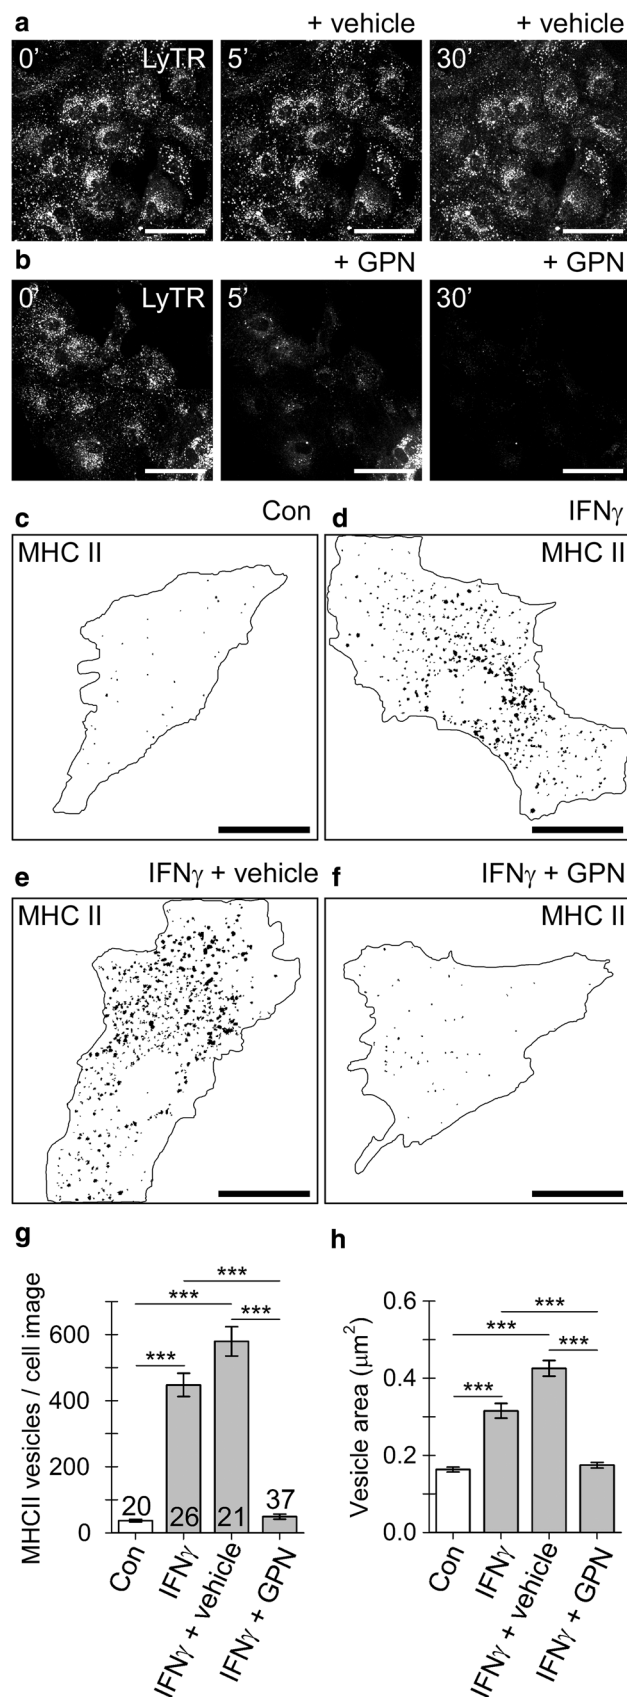 a + vehicle + vehicle
0’ LyTR 5’ 30’
b + GPN + GPN
0’ LyTR 5’ 30’
c Con d IFNγ
MHC II MHC II
e IFNγ + vehicle f IFNγ + GPN
MHC II MHC II
g h
MHCII vesicles / cell image
600
400
200
0
***
***
***
***
20
26
21
37
Con
IFNγ
IFNγ + vehicle
IFNγ + GPN
Vesicle area (μm²)
0.6
0.4
0.2
0.0
***
***
***
***
Con
IFNγ
IFNγ + vehicle
IFNγ + GPN